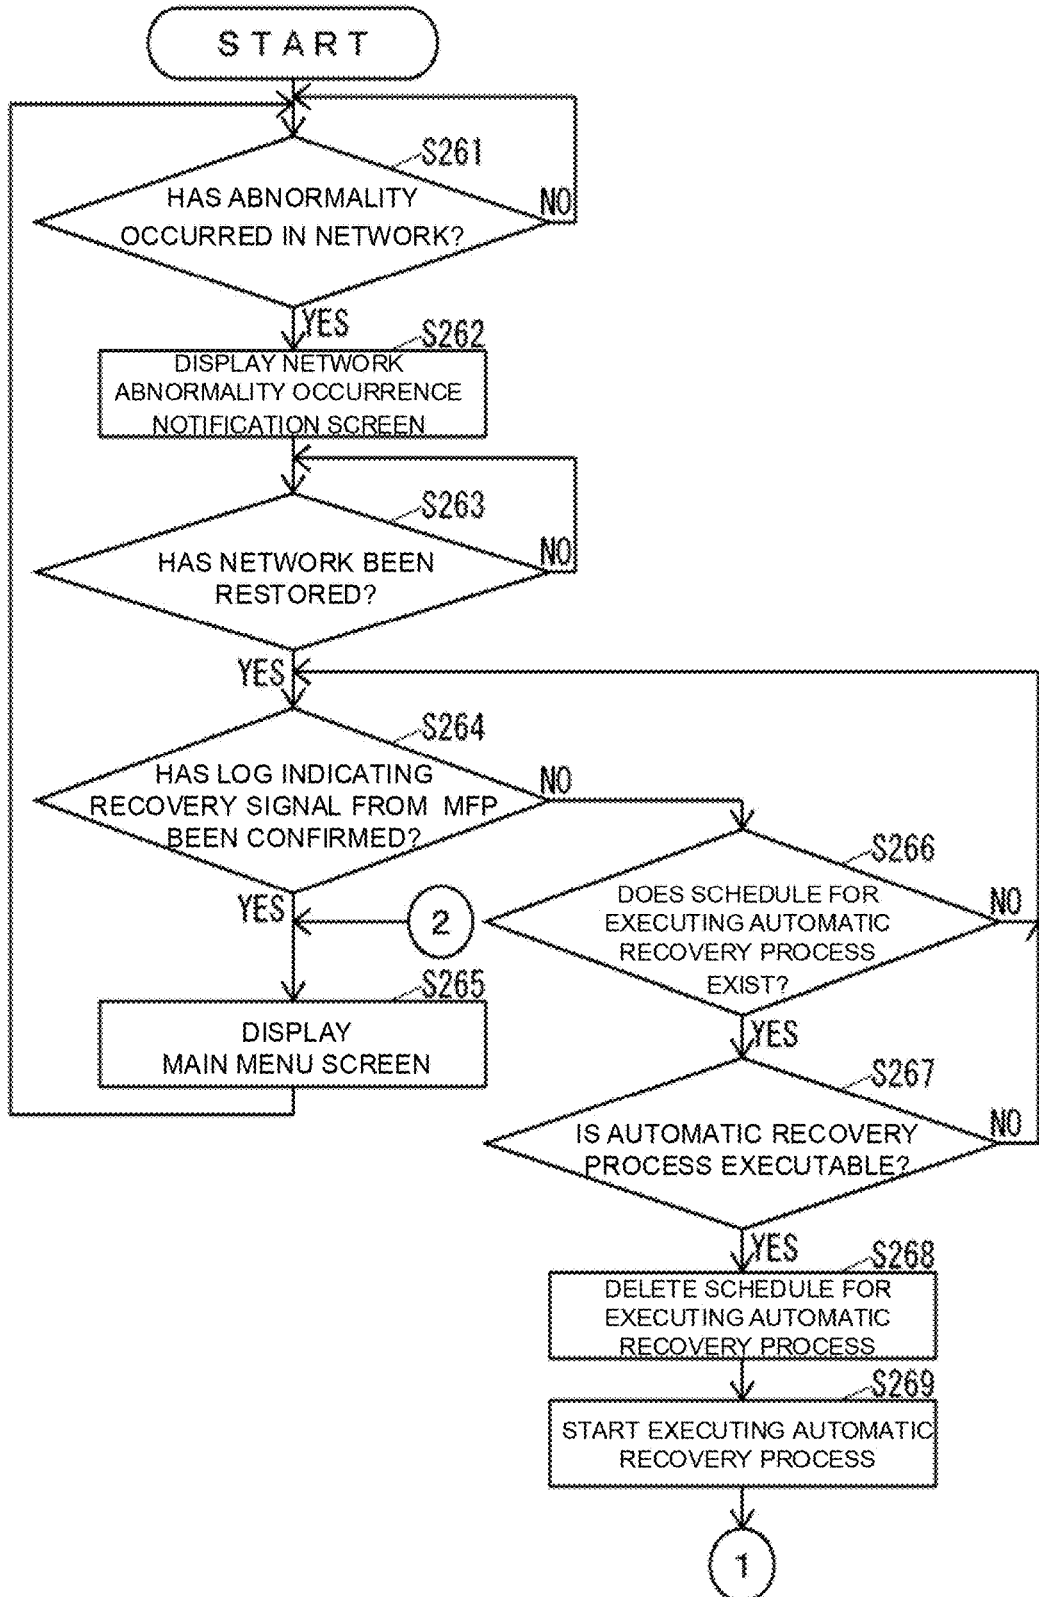 START
S261
HAS ABNORMALITY
OCCURRED IN NETWORK?
NO
YES
S262
DISPLAY NETWORK
ABNORMALITY OCCURRENCE
NOTIFICATION SCREEN
S263
HAS NETWORK BEEN
RESTORED?
NO
YES
S264
HAS LOG INDICATING
RECOVERY SIGNAL FROM MFP
BEEN CONFIRMED?
NO
YES
2
S265
DISPLAY
MAIN MENU SCREEN
S266
DOES SCHEDULE FOR
EXECUTING AUTOMATIC
RECOVERY PROCESS
EXIST?
NO
YES
S267
IS AUTOMATIC RECOVERY
PROCESS EXECUTABLE?
NO
YES
S268
DELETE SCHEDULE FOR
EXECUTING AUTOMATIC
RECOVERY PROCESS
S269
START EXECUTING AUTOMATIC
RECOVERY PROCESS
1